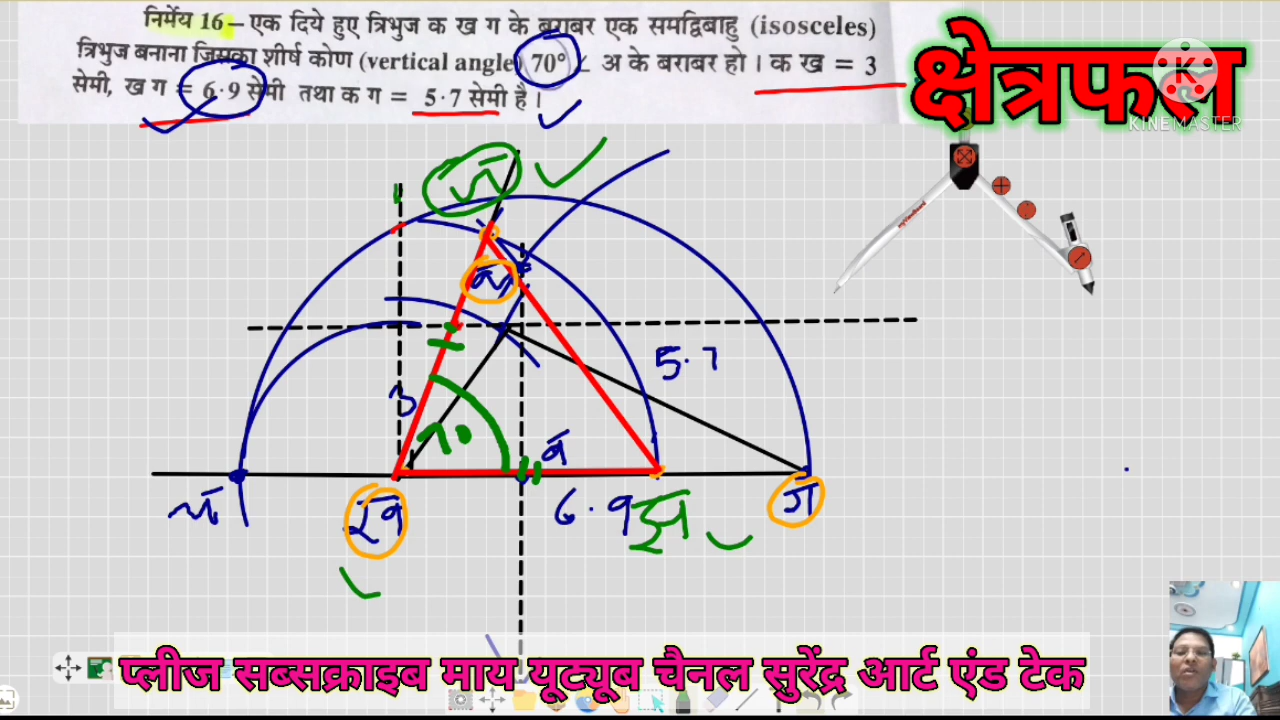 निर्मेय 16 – एक दिये हुए त्रिभुज क ख ग के बराबर एक समद्विबाहु (isosceles)
त्रिभुज बनाना जिसका शीर्ष कोण (vertical angle) 70° ∠ अ के बराबर हो। क ख = 3
सेमी, ख ग = 6·9 सेमी तथा क ग = 5·7 सेमी है।
क्षेत्रफल
KINEMASTER
5.7
3
70
ख
6.9
झ
ग
प्लीज सब्सक्राइब माय यूट्यूब चैनल सुरेंद्र आर्ट एंड टेक